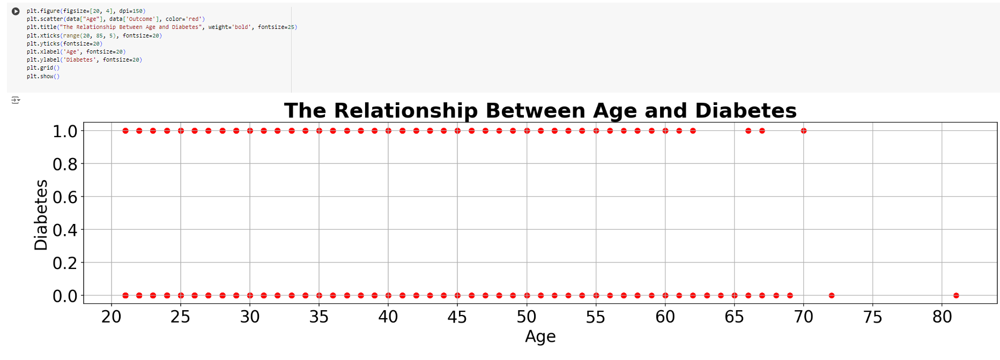 plt.figure(figsize=[20, 4], dpi=150)
plt.scatter(data["Age"], data['Outcome'], color='red')
plt.title("The Relationship Between Age and Diabetes", weight='bold', fontsize=25)
plt.xticks(range(20, 85, 5), fontsize=20)
plt.yticks(fontsize=20)
plt.xlabel('Age', fontsize=20)
plt.ylabel('Diabetes', fontsize=20)
plt.grid()
plt.show()
The Relationship Between Age and Diabetes
1.0
0.8
0.6
0.4
0.2
0.0
Diabetes
20 25 30 35 40 45 50 55 60 65 70 75 80
Age